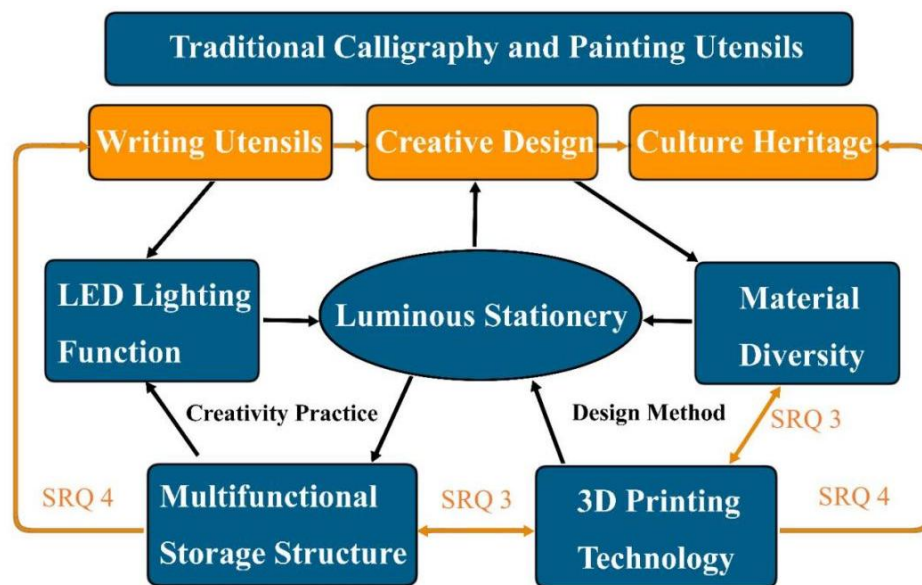 Traditional Calligraphy and Painting Utensils
Writing Utensils
Creative Design
Culture Heritage
LED Lighting
Function
Luminous Stationery
Material
Diversity
Creativity Practice
Design Method
SRQ 3
SRQ 4
Multifunctional
Storage Structure
SRQ 3
3D Printing
Technology
SRQ 4